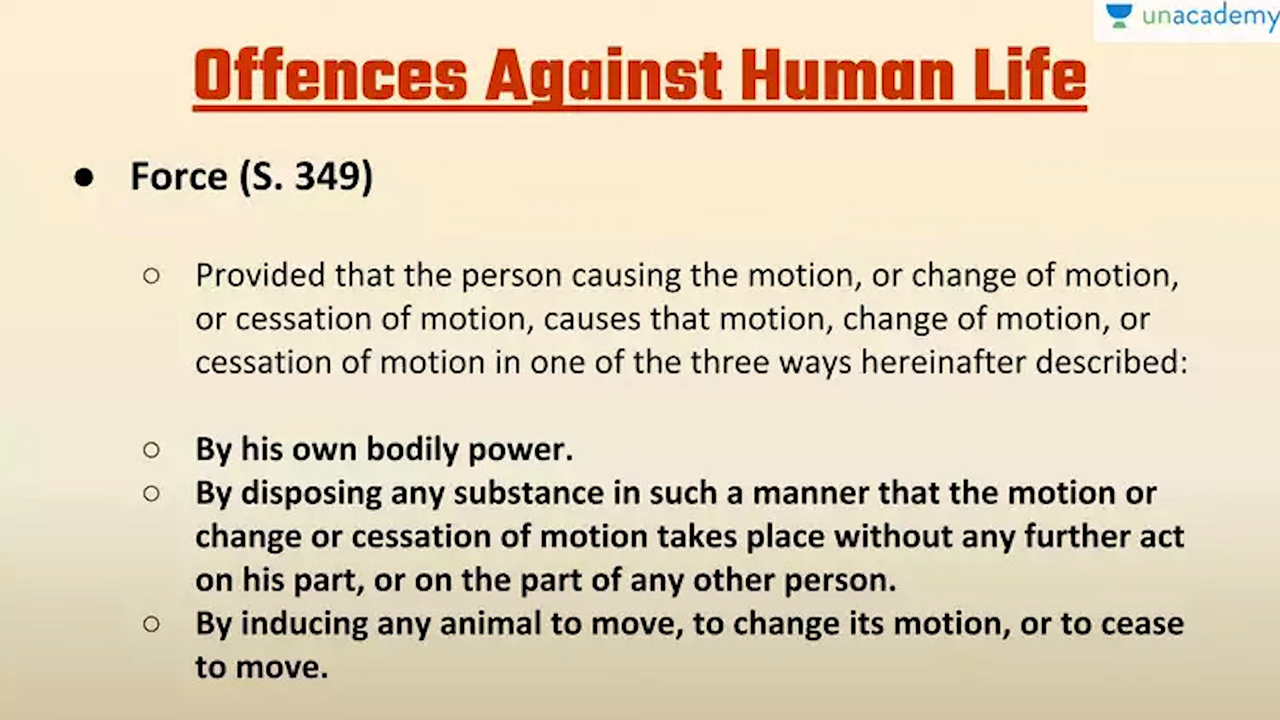 unacademy
Offences Against Human Life
● Force (S. 349)
○ Provided that the person causing the motion, or change of motion,
or cessation of motion, causes that motion, change of motion, or
cessation of motion in one of the three ways hereinafter described:
○ By his own bodily power.
○ By disposing any substance in such a manner that the motion or
change or cessation of motion takes place without any further act
on his part, or on the part of any other person.
○ By inducing any animal to move, to change its motion, or to cease
to move.